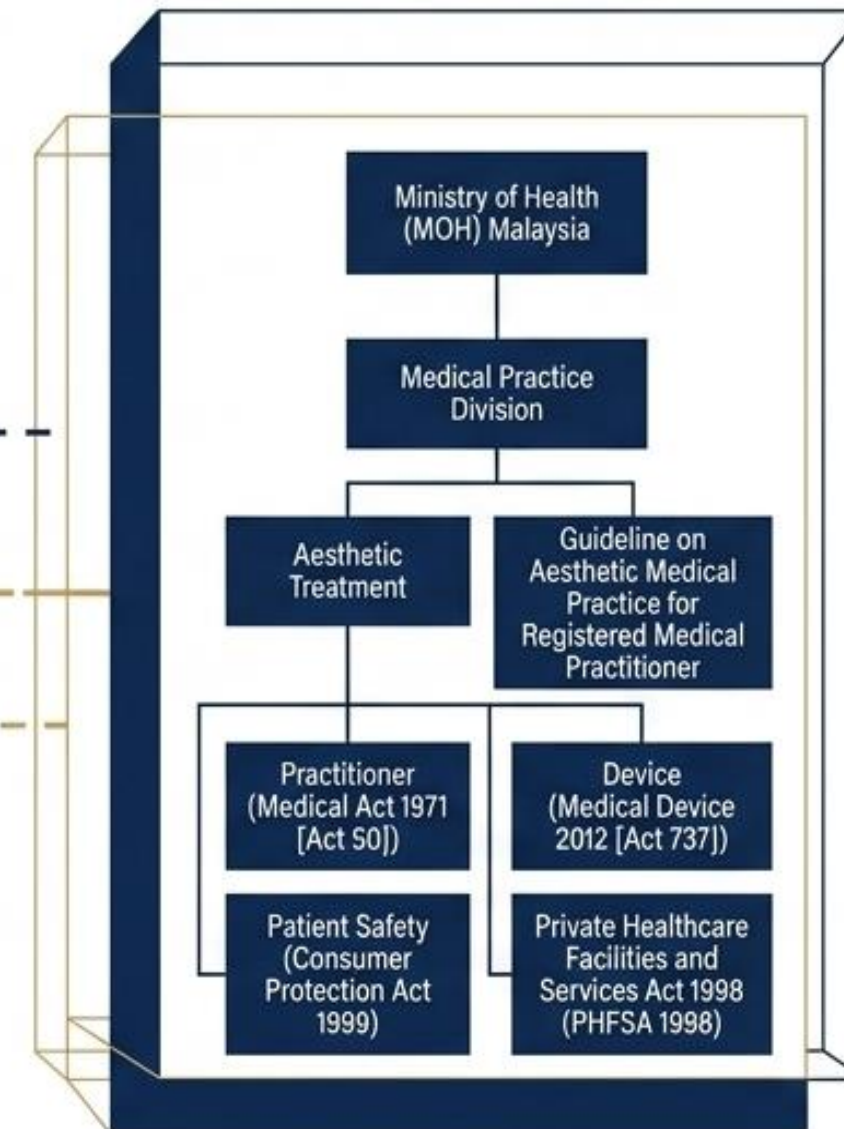 Ministry of Health
(MOH) Malaysia
Medical Practice
Division
Aesthetic
Treatment
Guideline on
Aesthetic Medical
Practice for
Registered Medical
Practitioner
Practitioner
(Medical Act 1971
[Act 50])
Device
(Medical Device
2012 [Act 737])
Patient Safety
(Consumer
Protection Act
1999)
Private Healthcare
Facilities and
Services Act 1998
(PHFSA 1998)